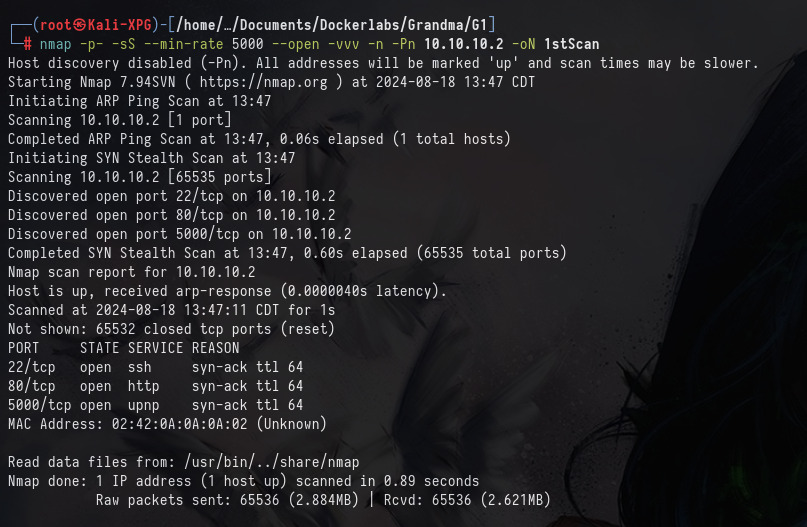 ┌──(root㉿Kali-XPG)-[/home/…/Documents/Dockerlabs/Grandma/G1]
└─# nmap -p- -sS --min-rate 5000 --open -vvv -n -Pn 10.10.10.2 -oN 1stScan
Host discovery disabled (-Pn). All addresses will be marked 'up' and scan times may be slower.
Starting Nmap 7.94SVN ( https://nmap.org ) at 2024-08-18 13:47 CDT
Initiating ARP Ping Scan at 13:47
Scanning 10.10.10.2 [1 port]
Completed ARP Ping Scan at 13:47, 0.06s elapsed (1 total hosts)
Initiating SYN Stealth Scan at 13:47
Scanning 10.10.10.2 [65535 ports]
Discovered open port 22/tcp on 10.10.10.2
Discovered open port 80/tcp on 10.10.10.2
Discovered open port 5000/tcp on 10.10.10.2
Completed SYN Stealth Scan at 13:47, 0.60s elapsed (65535 total ports)
Nmap scan report for 10.10.10.2
Host is up, received arp-response (0.0000040s latency).
Scanned at 2024-08-18 13:47:11 CDT for 1s
Not shown: 65532 closed tcp ports (reset)
PORT     STATE SERVICE REASON
22/tcp   open  ssh     syn-ack ttl 64
80/tcp   open  http    syn-ack ttl 64
5000/tcp open  upnp    syn-ack ttl 64
MAC Address: 02:42:0A:0A:0A:02 (Unknown)
Read data files from: /usr/bin/../share/nmap
Nmap done: 1 IP address (1 host up) scanned in 0.89 seconds
           Raw packets sent: 65536 (2.884MB) | Rcvd: 65536 (2.621MB)